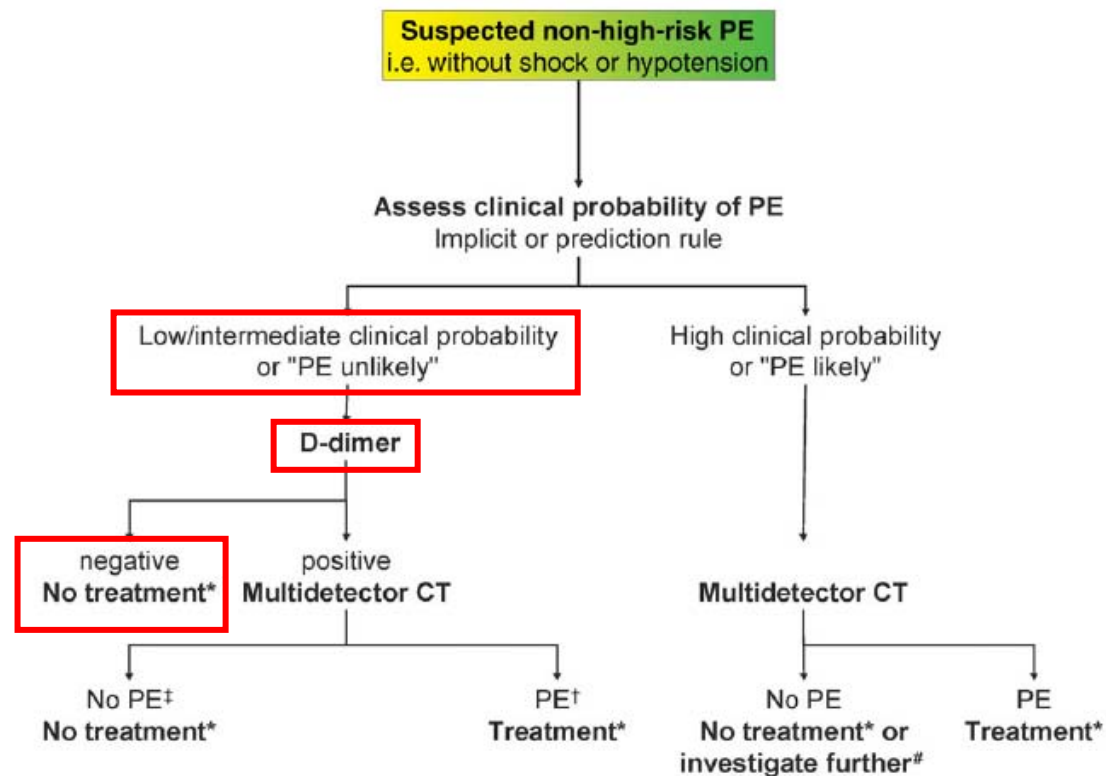 Suspected non-high-risk PE
i.e. without shock or hypotension
Assess clinical probability of PE
Implicit or prediction rule
Low/intermediate clinical probability
or "PE unlikely"
High clinical probability
or "PE likely"
D-dimer
negative
No treatment*
positive
Multidetector CT
Multidetector CT
No PE‡
No treatment*
PE†
Treatment*
No PE
No treatment* or
investigate further#
PE
Treatment*